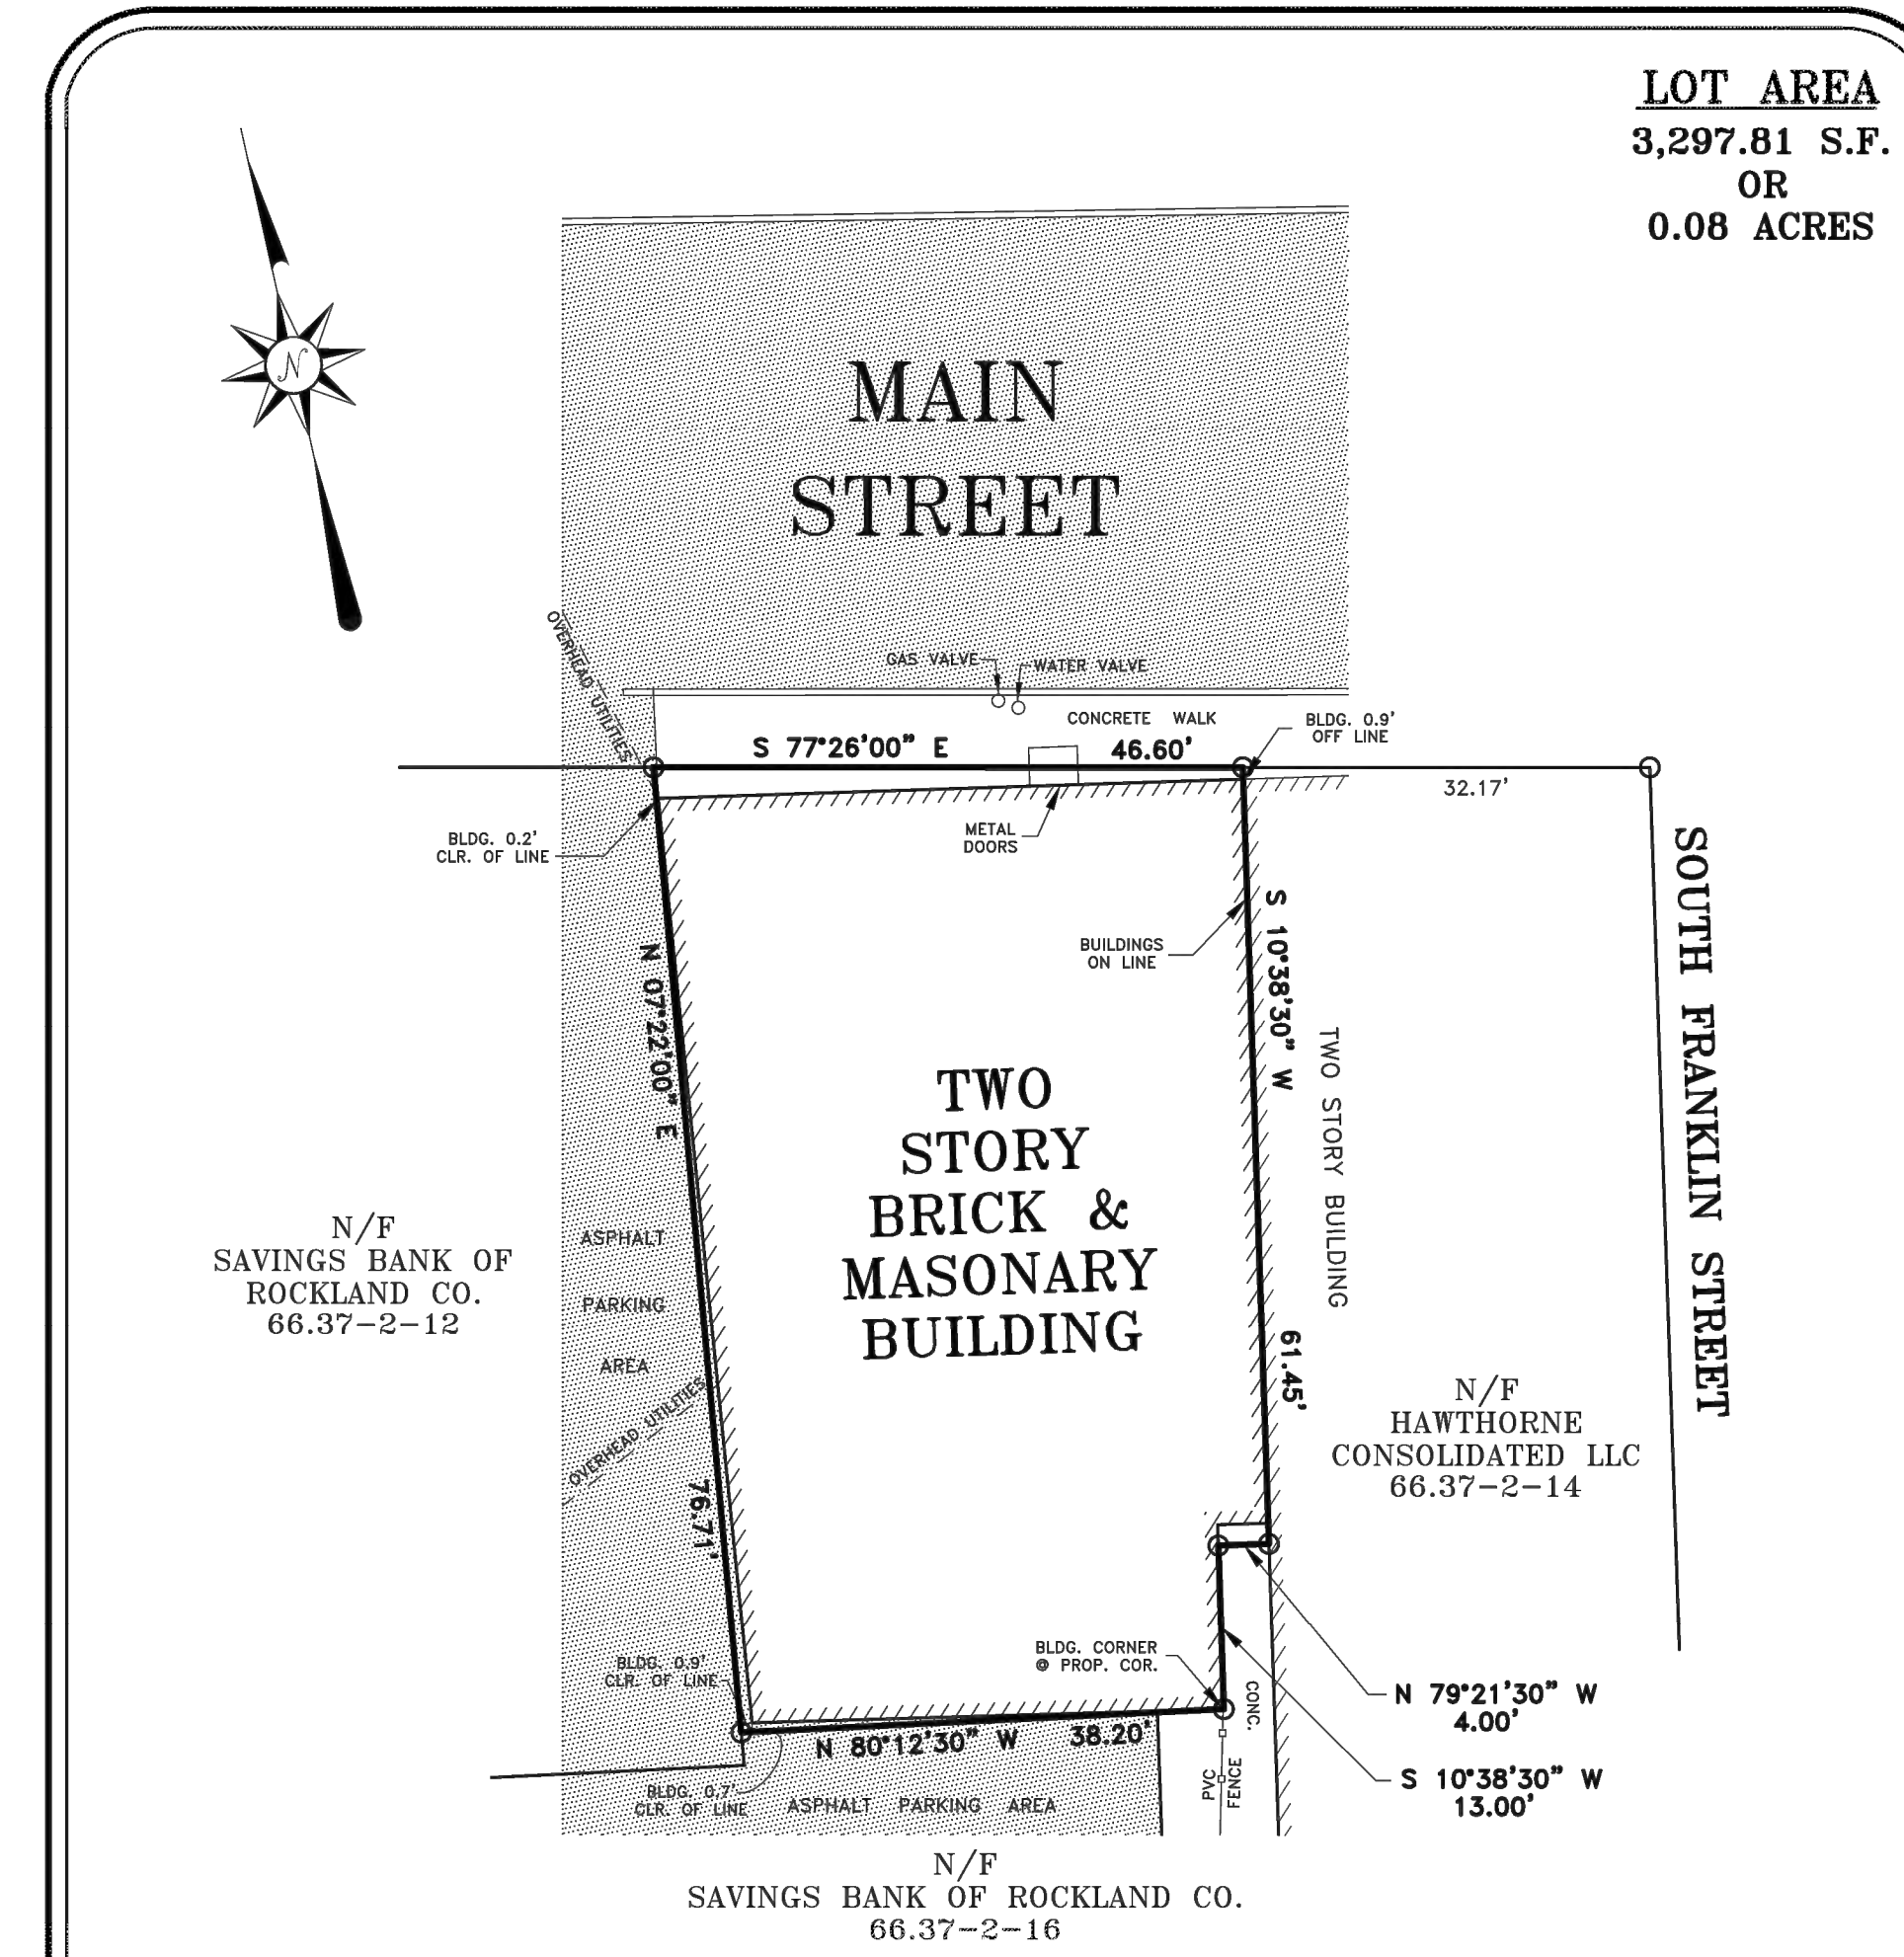 LOT AREA
3,297.81 S.F.
OR
0.08 ACRES
N
MAIN
STREET
OVERHEAD UTILITIES
GAS VALVE
WATER VALVE
CONCRETE WALK
BLDG. 0.9'
OFF LINE
S 77°26'00" E 46.60'
32.17'
BLDG. 0.2'
CLR. OF LINE
METAL
DOORS
SOUTH FRANKLIN STREET
N 07°22'00" E
76.71'
BUILDINGS
ON LINE
S 10°38'30" W
61.45'
TWO STORY BUILDING
TWO
STORY
BRICK &
MASONARY
BUILDING
N/F
SAVINGS BANK OF
ROCKLAND CO.
66.37-2-12
ASPHALT
PARKING
AREA
OVERHEAD UTILITIES
N/F
HAWTHORNE
CONSOLIDATED LLC
66.37-2-14
BLDG. CORNER
@ PROP. COR.
BLDG. 0.9'
CLR. OF LINE
CONC.
N 79°21'30" W
4.00'
N 80°12'30" W 38.20'
PVC
FENCE
S 10°38'30" W
13.00'
BLDG. 0.7'
CLR. OF LINE
ASPHALT PARKING AREA
N/F
SAVINGS BANK OF ROCKLAND CO.
66.37-2-16